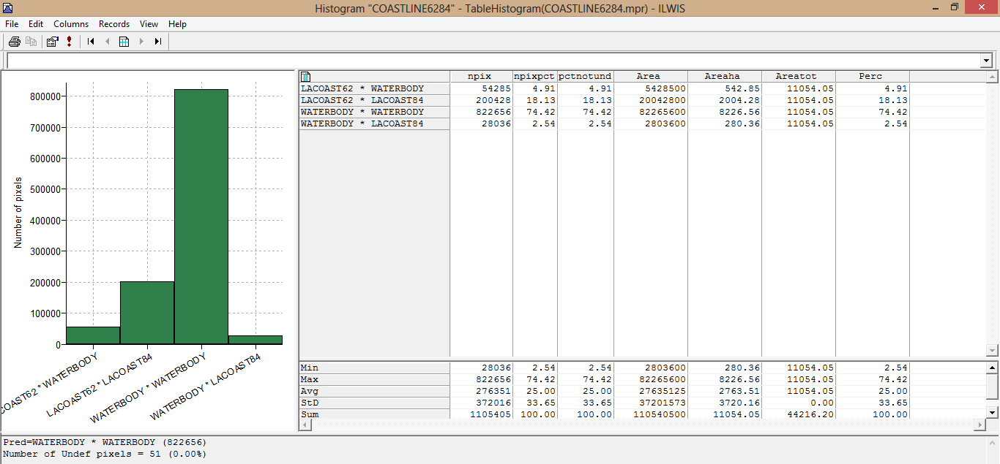 Histogram "COASTLINE6284" - TableHistogram(COASTLINE6284.mpr) - ILWIS
File Edit Columns Records View Help
Number of pixels
800000
700000
600000
500000
400000
300000
200000
100000
0
COAST62 * WATERBODY
LACOAST62 * LACOAST84
WATERBODY * WATERBODY
WATERBODY * LACOAST84
npix npixpct pctnotund Area Areaha Areatot Perc
LACOAST62 * WATERBODY 54285 4.91 4.91 5428500 542.85 11054.05 4.91
LACOAST62 * LACOAST84 200428 18.13 18.13 20042800 2004.28 11054.05 18.13
WATERBODY * WATERBODY 822656 74.42 74.42 82265600 8226.56 11054.05 74.42
WATERBODY * LACOAST84 28036 2.54 2.54 2803600 280.36 11054.05 2.54
Min 28036 2.54 2.54 2803600 280.36 11054.05 2.54
Max 822656 74.42 74.42 82265600 8226.56 11054.05 74.42
Avg 276351 25.00 25.00 27635125 2763.51 11054.05 25.00
StD 372016 33.65 33.65 37201573 3720.16 0.00 33.65
Sum 1105405 100.00 100.00 110540500 11054.05 44216.20 100.00
Pred=WATERBODY * WATERBODY (822656)
Number of Undef pixels = 51 (0.00%)